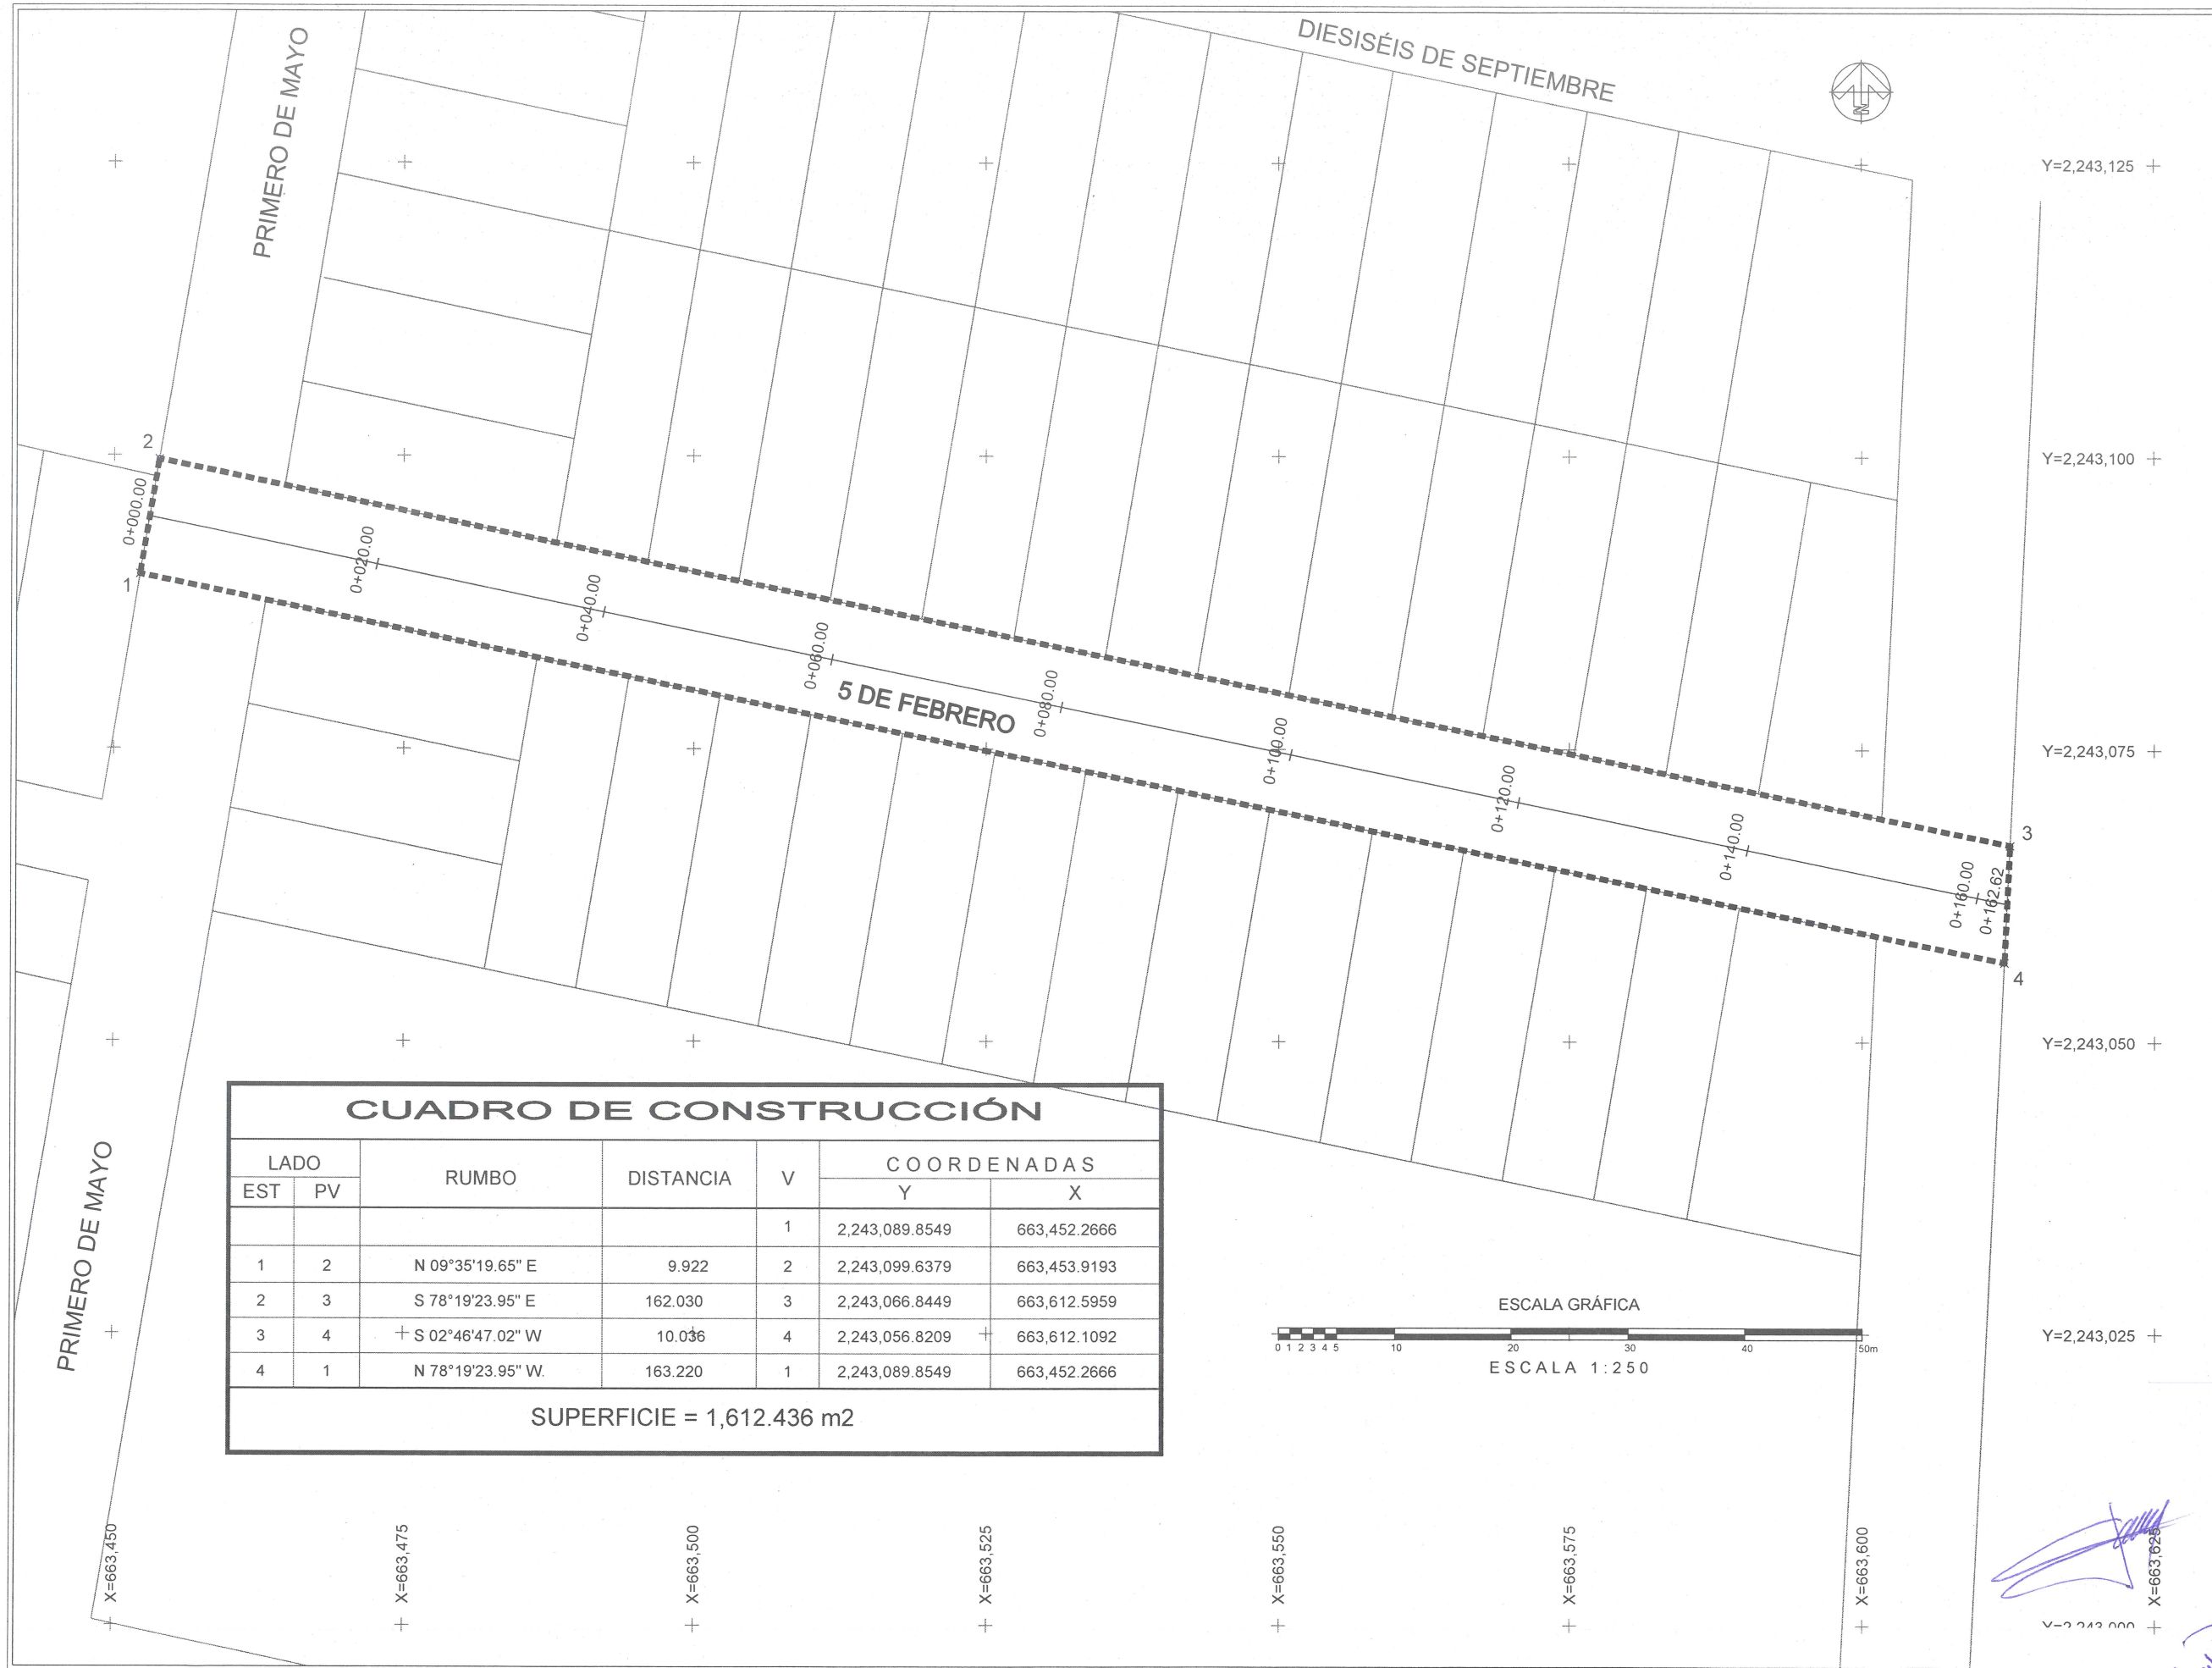 DIESISÉIS DE SEPTIEMBRE
PRIMERO DE MAYO
N
Y=2,243,125
2
Y=2,243,100
0+000.00
1
0+020.00
0+040.00
0+060.00
5 DE FEBRERO
0+080.00
0+100.00
Y=2,243,075
0+120.00
0+140.00
3
0+160.00
0+162.62
4
Y=2,243,050
CUADRO DE CONSTRUCCIÓN
LADO RUMBO DISTANCIA V COORDENADAS
EST PV Y X
1 2,243,089.8549 663,452.2666
1 2 N 09°35'19.65" E 9.922 2 2,243,099.6379 663,453.9193
2 3 S 78°19'23.95" E 162.030 3 2,243,066.8449 663,612.5959
3 4 S 02°46'47.02" W 10.036 4 2,243,056.8209 663,612.1092
4 1 N 78°19'23.95" W. 163.220 1 2,243,089.8549 663,452.2666
SUPERFICIE = 1,612.436 m2
PRIMERO DE MAYO
ESCALA GRÁFICA
0 1 2 3 4 5 10 20 30 40 50m
ESCALA 1:250
Y=2,243,025
X=663,450
X=663,475
X=663,500
X=663,525
X=663,550
X=663,575
X=663,600
X=663,625
Y=2,243,000